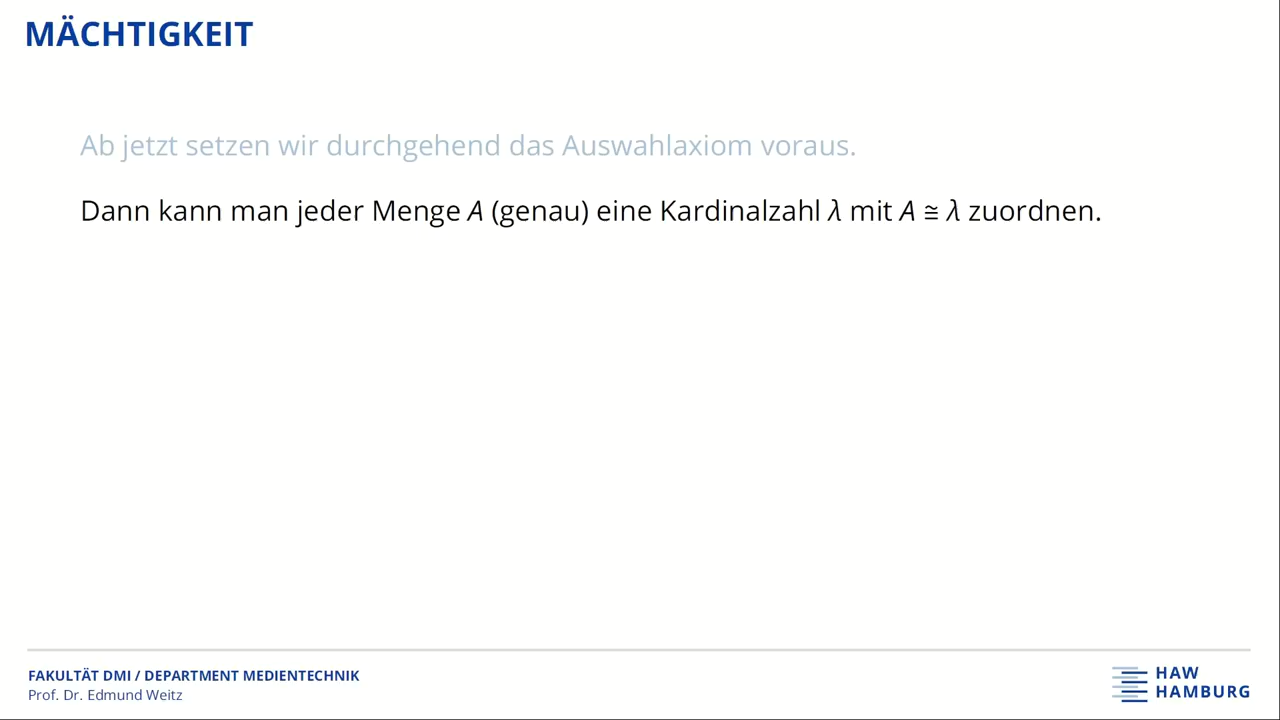 MÄCHTIGKEIT
Ab jetzt setzen wir durchgehend das Auswahlaxiom voraus.
Dann kann man jeder Menge A (genau) eine Kardinalzahl λ mit A ≅ λ zuordnen.
FAKULTÄT DMI / DEPARTMENT MEDIENTECHNIK
Prof. Dr. Edmund Weitz
HAW
HAMBURG